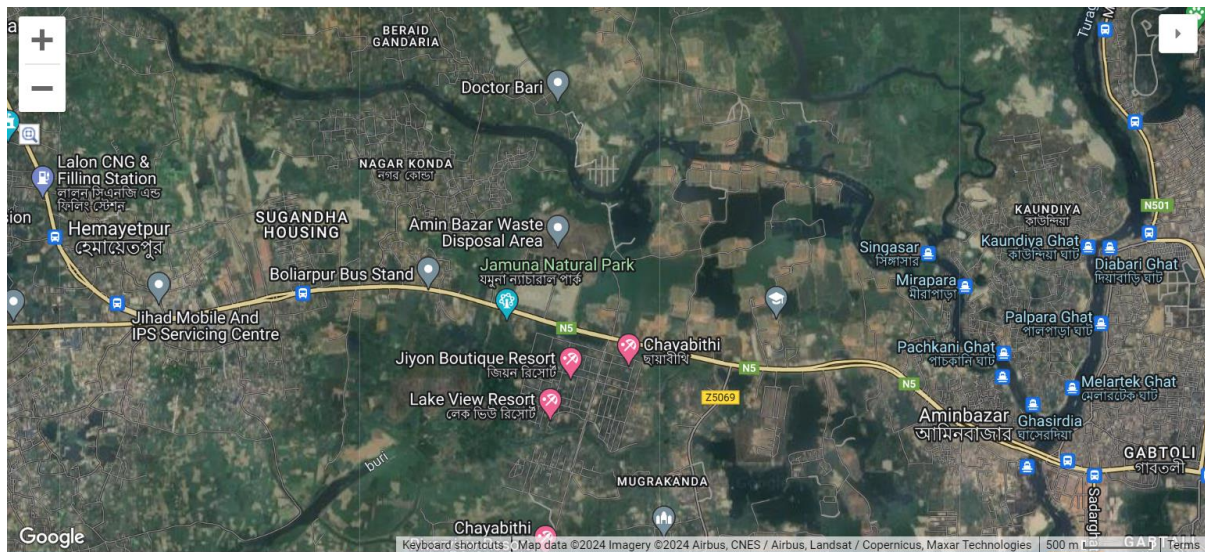 BERAID
GANDARIA
Doctor Bari
Lalon CNG &
Filling Station
লালন সিএনজি এন্ড
ফিলিং স্টেশন
NAGAR KONDA
নগর কোন্ডা
sion
Hemayetpur
হেমায়েতপুর
SUGANDHA
HOUSING
Amin Bazar Waste
Disposal Area
Boliarpur Bus Stand
Jamuna Natural Park
যমুনা ন্যাচারাল পার্ক
Jihad Mobile And
IPS Servicing Centre
N501
KAUNDIYA
কাউন্দিয়া
Kaundiya Ghat
কাউন্দিয়া ঘাট
Diabari Ghat
দিয়াবাড়ি ঘাট
Singasar
সিঙ্গাসার
Mirapara
মীরাপাড়া
Palpara Ghat
পালপাড়া ঘাট
Pachkani Ghat
পাচকানি ঘাট
N5
Chayabithi
ছায়াবীথি
Jiyon Boutique Resort
জিয়ন রিসোর্ট
N5
N5
Lake View Resort
লেক ভিউ রিসোর্ট
Z5069
Melartek Ghat
মেলারটেক ঘাট
Aminbazar
আমিনবাজার
Ghasirdia
ঘাসেরদিয়া
GABTOLI
গাবতলী
buri
MUGRAKANDA
Chayabithi
Google
Keyboard shortcuts
Map data ©2024 Imagery ©2024 Airbus, CNES / Airbus, Landsat / Copernicus, Maxar Technologies
500 m
Terms